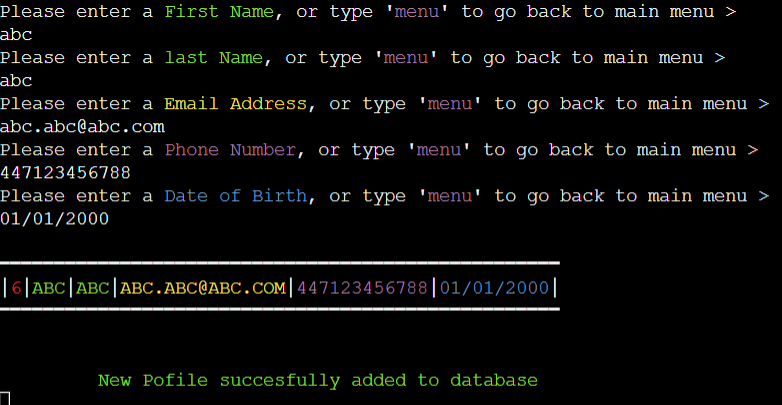 Please enter a First Name, or type 'menu' to go back to main menu >
abc
Please enter a last Name, or type 'menu' to go back to main menu >
abc
Please enter a Email Address, or type 'menu' to go back to main menu >
abc.abc@abc.com
Please enter a Phone Number, or type 'menu' to go back to main menu >
447123456788
Please enter a Date of Birth, or type 'menu' to go back to main menu >
01/01/2000
|6|ABC|ABC|ABC.ABC@ABC.COM|447123456788|01/01/2000|
New Pofile succesfully added to database